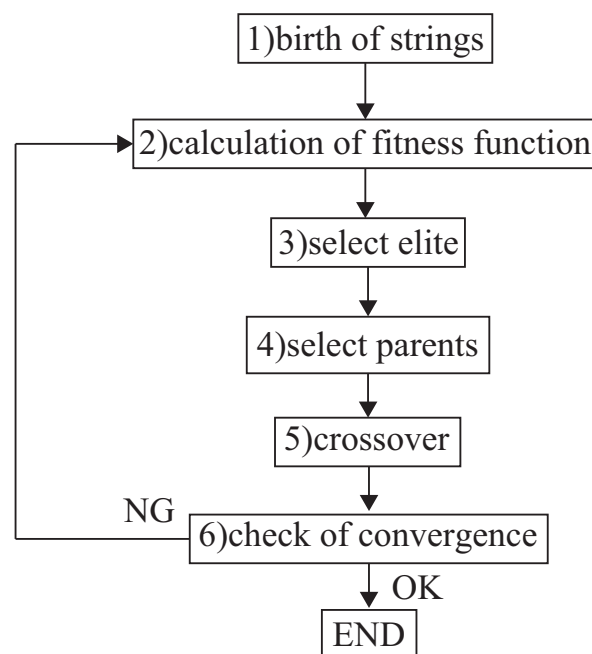 1)birth of strings
2)calculation of fitness function
3)select elite
4)select parents
5)crossover
NG
6)check of convergence
OK
END